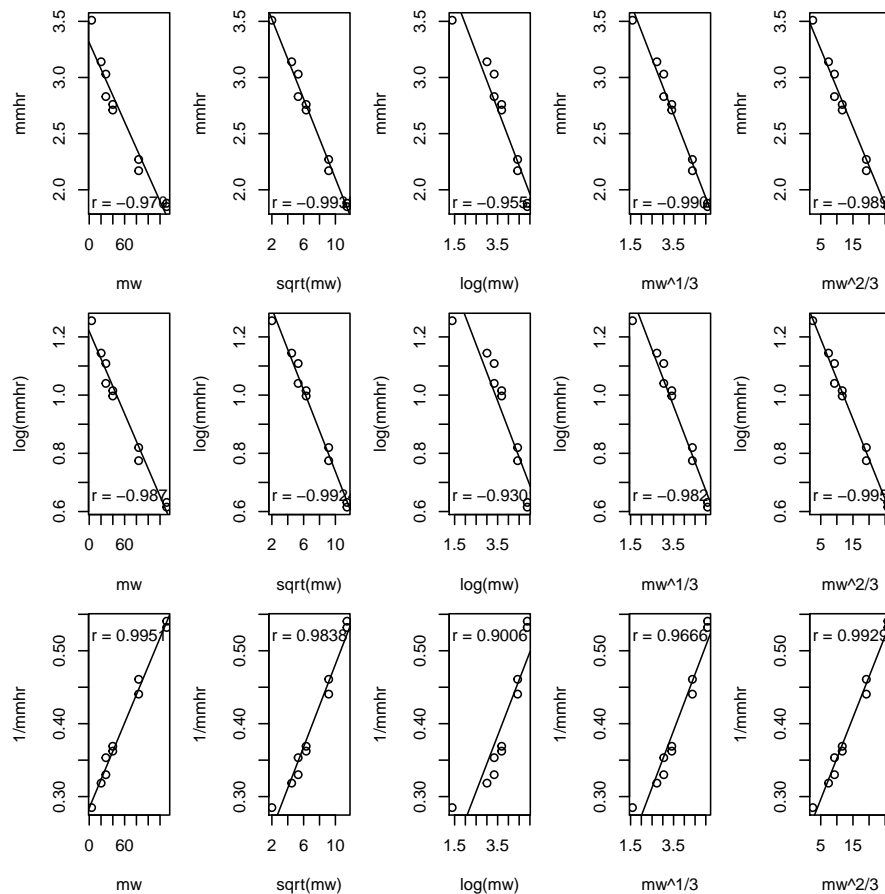 mmhr
3.5
3.0
2.5
2.0
r = −0.970
0 60
mw
mmhr
3.5
3.0
2.5
2.0
r = −0.993
2 6 10
sqrt(mw)
mmhr
3.5
3.0
2.5
2.0
r = −0.955
1.5 3.5
log(mw)
mmhr
3.5
3.0
2.5
2.0
r = −0.990
1.5 3.5
mw^1/3
mmhr
3.5
3.0
2.5
2.0
r = −0.989
5 15
mw^2/3
log(mmhr)
1.2
1.0
0.8
0.6
r = −0.987
0 60
mw
log(mmhr)
1.2
1.0
0.8
0.6
r = −0.992
2 6 10
sqrt(mw)
log(mmhr)
1.2
1.0
0.8
0.6
r = −0.930
1.5 3.5
log(mw)
log(mmhr)
1.2
1.0
0.8
0.6
r = −0.982
1.5 3.5
mw^1/3
log(mmhr)
1.2
1.0
0.8
0.6
r = −0.995
5 15
mw^2/3
1/mmhr
0.50
0.40
0.30
r = 0.9951
0 60
mw
1/mmhr
0.50
0.40
0.30
r = 0.9838
2 6 10
sqrt(mw)
1/mmhr
0.50
0.40
0.30
r = 0.9006
1.5 3.5
log(mw)
1/mmhr
0.50
0.40
0.30
r = 0.9666
1.5 3.5
mw^1/3
1/mmhr
0.50
0.40
0.30
r = 0.9929
5 15
mw^2/3